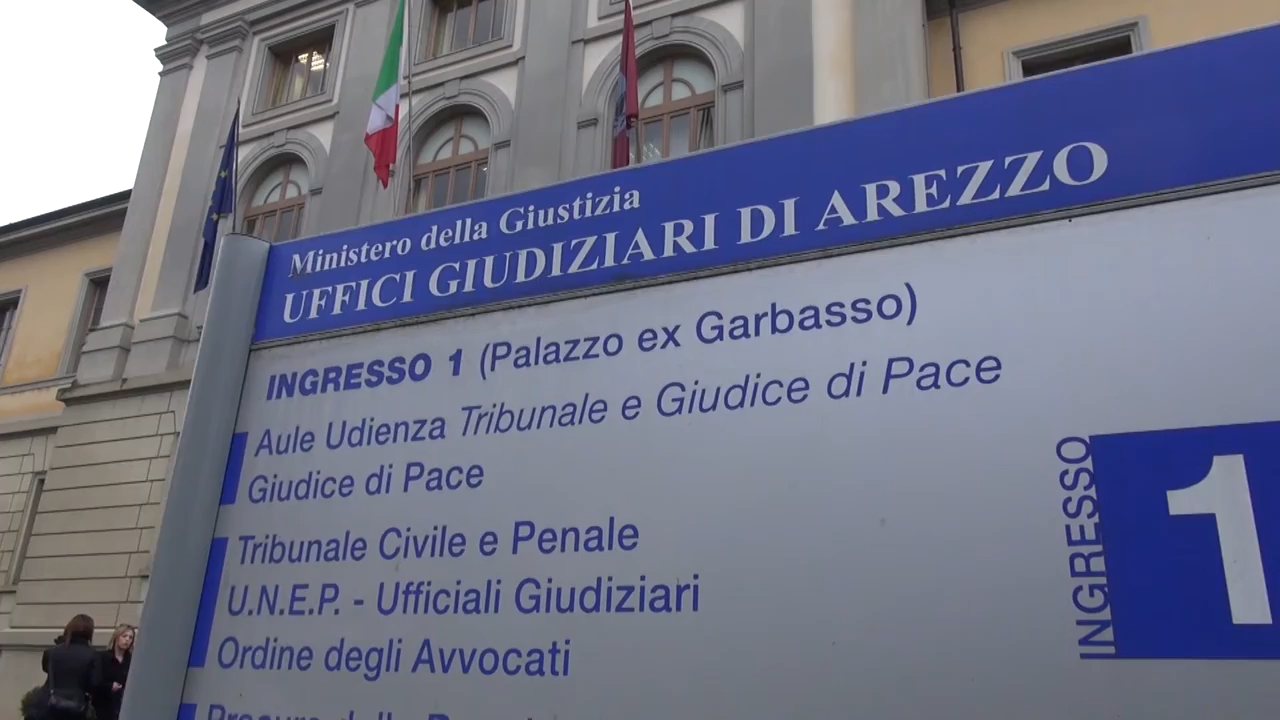 Ministero della Giustizia
UFFICI GIUDIZIARI DI AREZZO
INGRESSO 1 (Palazzo ex Garbasso)
Aule Udienza Tribunale e Giudice di Pace
Giudice di Pace
Tribunale Civile e Penale
U.N.E.P. - Ufficiali Giudiziari
Ordine degli Avvocati
INGRESSO
1